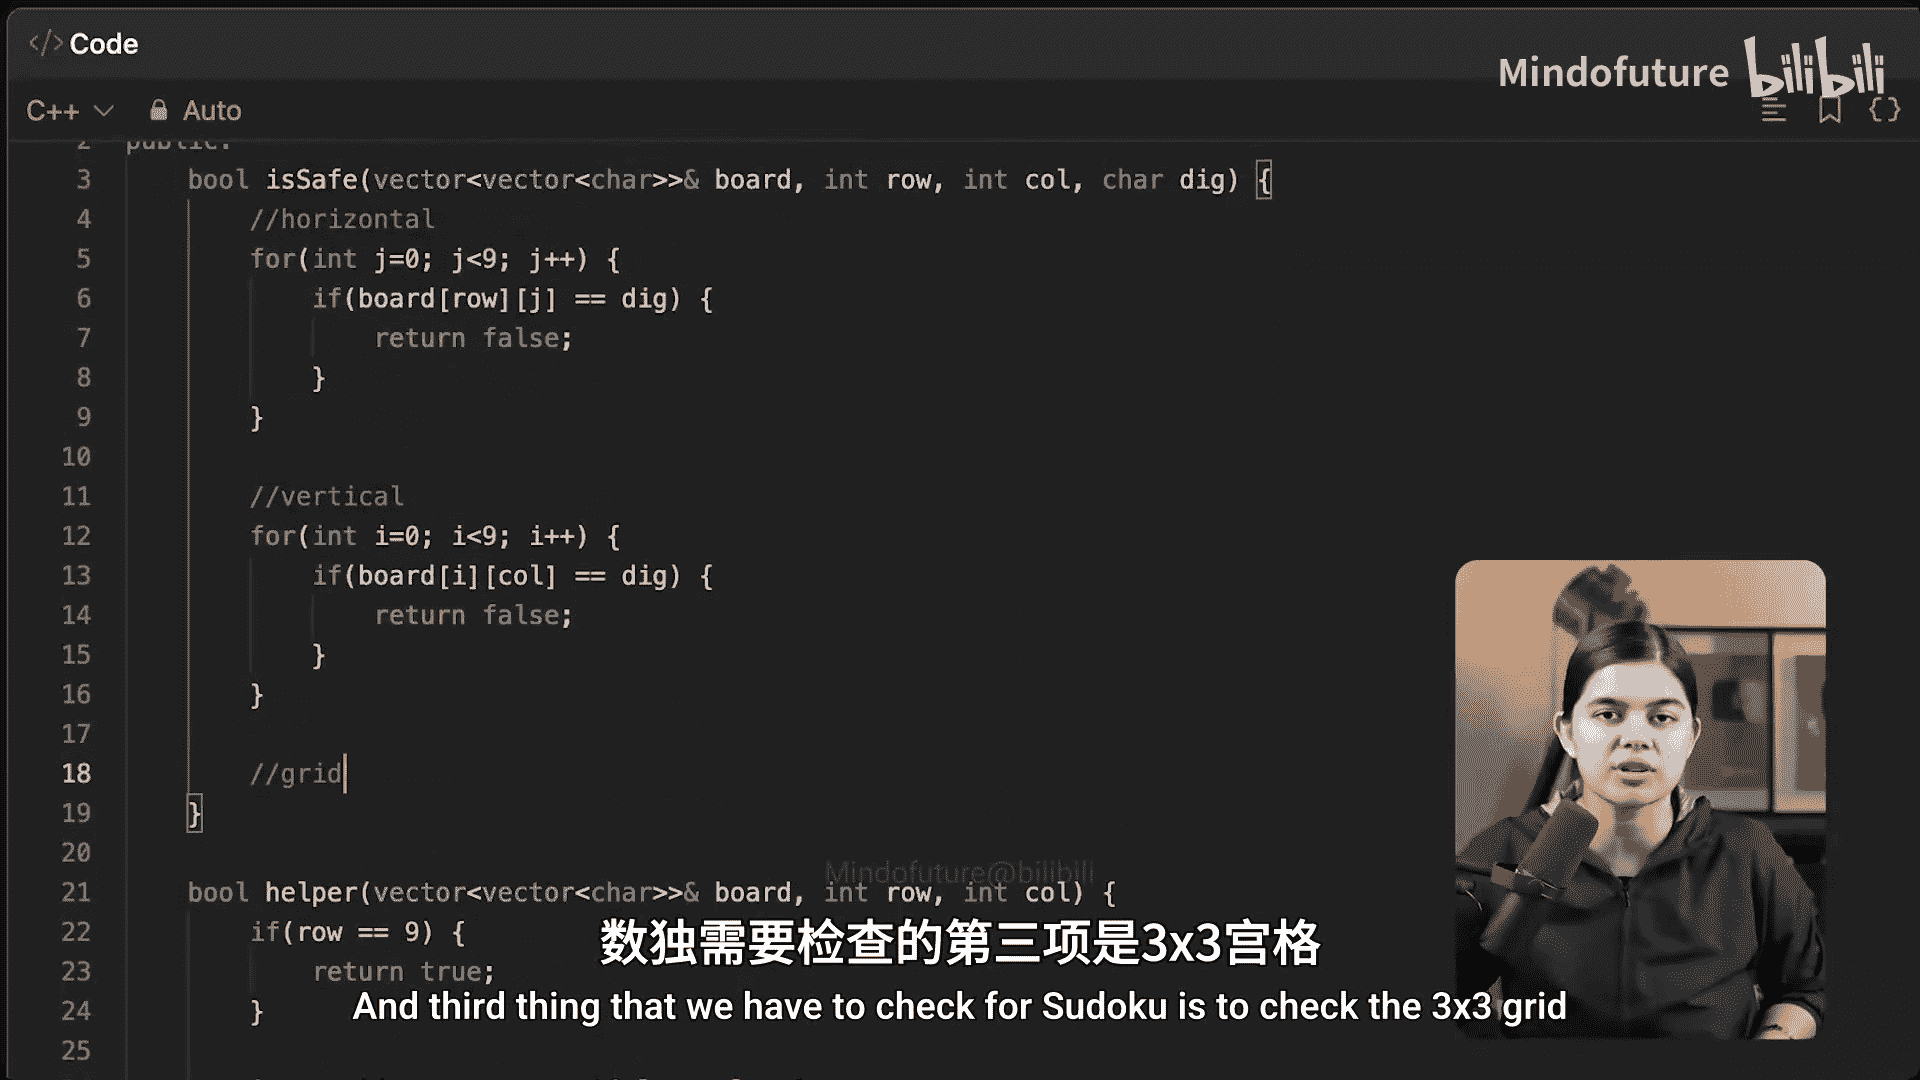 </> Code
Mindofuture bilibili
C++ Auto
2 public:
3 bool isSafe(vector<vector<char>>& board, int row, int col, char dig) {
4 //horizontal
5 for(int j=0; j<9; j++) {
6 if(board[row][j] == dig) {
7 return false;
8 }
9 }
10
11 //vertical
12 for(int i=0; i<9; i++) {
13 if(board[i][col] == dig) {
14 return false;
15 }
16 }
17
18 //grid
19 }
20
Mindofuture@bilibili
21 bool helper(vector<vector<char>>& board, int row, int col) {
22 if(row == 9) {
数独需要检查的第三项是3x3宫格
23 return true;
24 }
And third thing that we have to check for Sudoku is to check the 3x3 grid
25